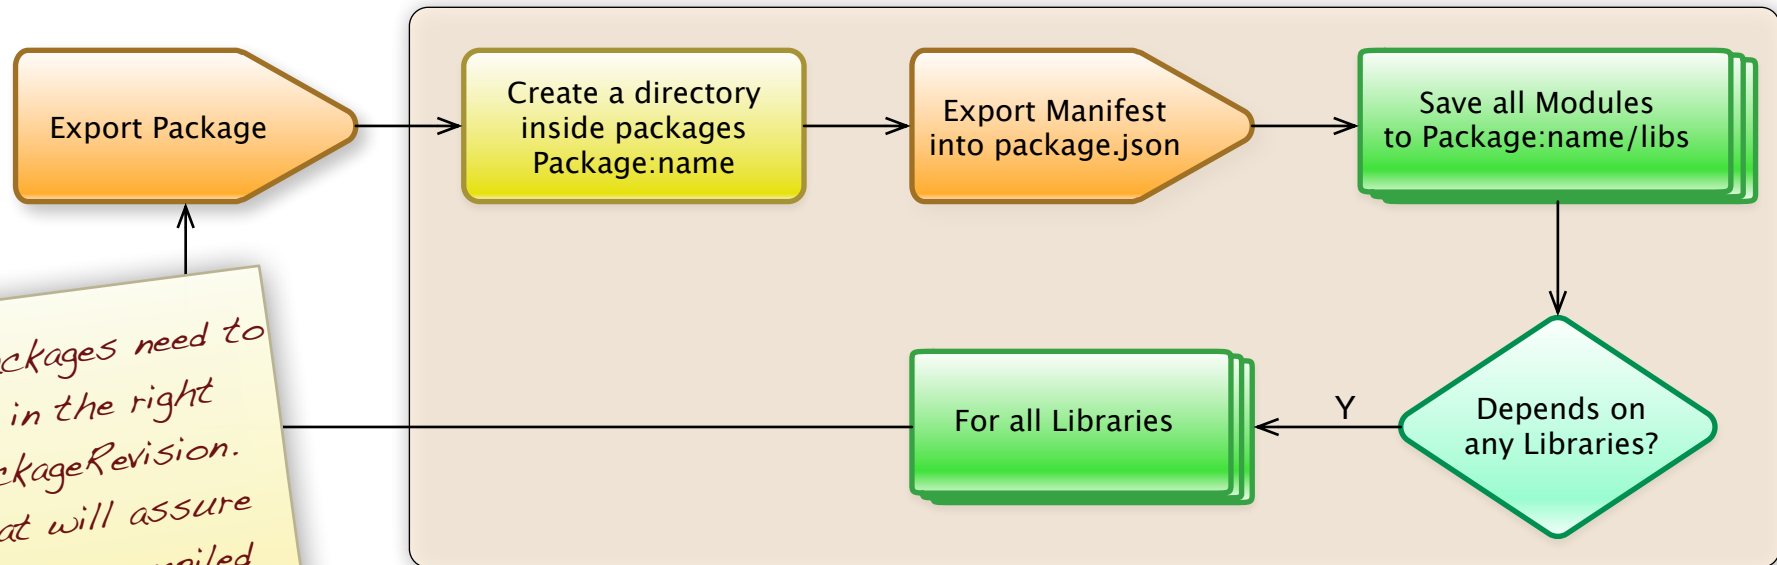 Export Package
Create a directory
inside packages
Package:name
Export Manifest
into package.json
Save all Modules
to Package:name/libs
Depends on
any Libraries?
Y
For all Libraries
need to
in the right
will assure